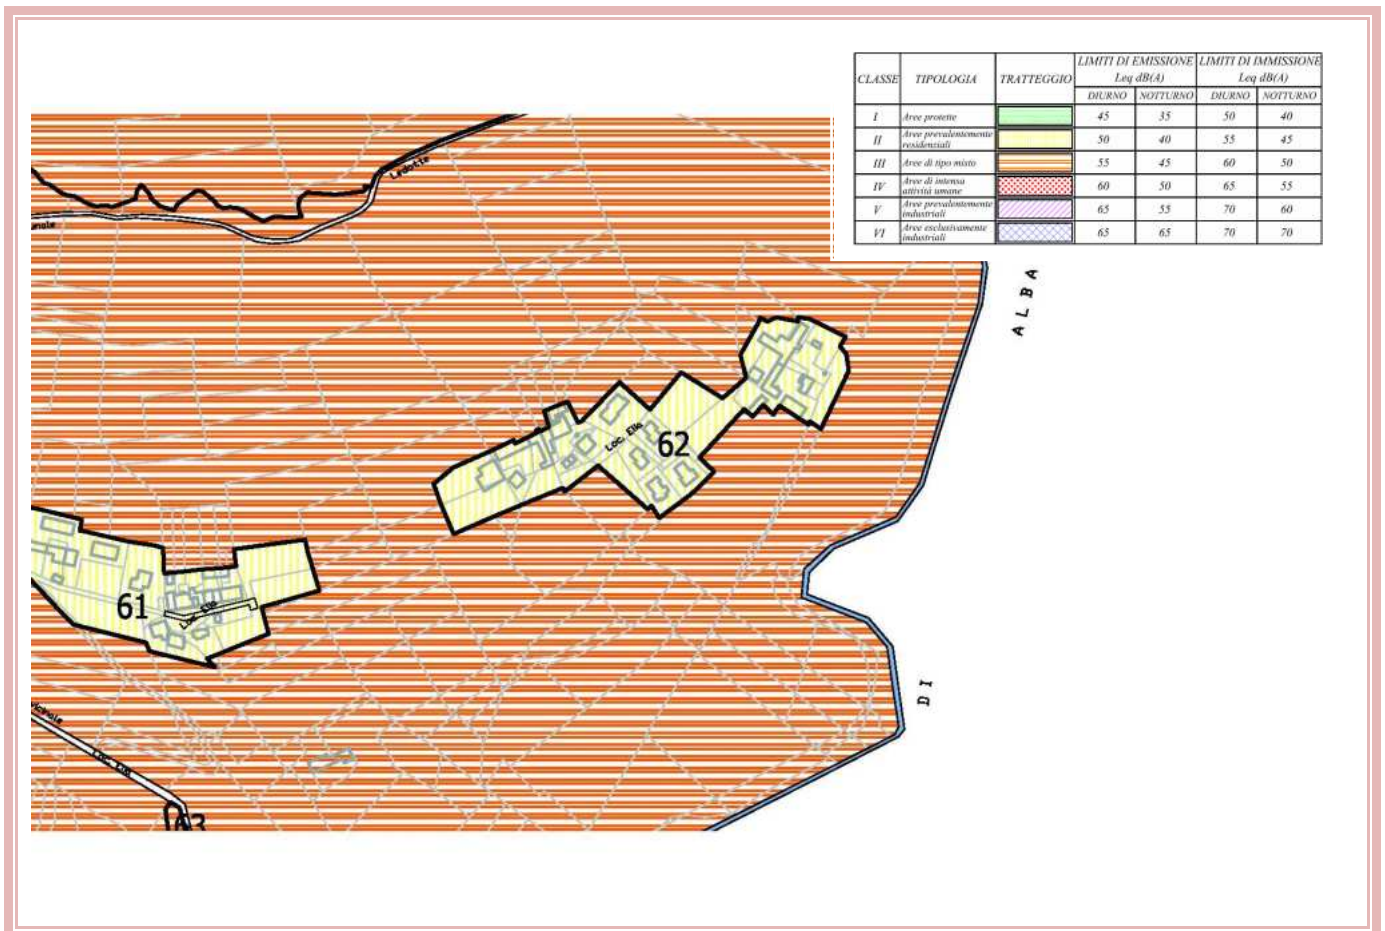 CLASSE TIPOLOGIA TRATTEGGIO LIMITI DI EMISSIONE Leq dB(A) LIMITI DI IMMISSIONE Leq dB(A)
DIURNO NOTTURNO DIURNO NOTTURNO
I Aree protette 45 35 50 40
II Aree prevalentemente residenziali 50 40 55 45
III Aree di tipo misto 55 45 60 50
IV Aree di intensa attività umane 60 50 65 55
V Aree prevalentemente industriali 65 55 70 60
VI Aree esclusivamente industriali 65 65 70 70
ALBA
Loc. Ella
62
61
DI